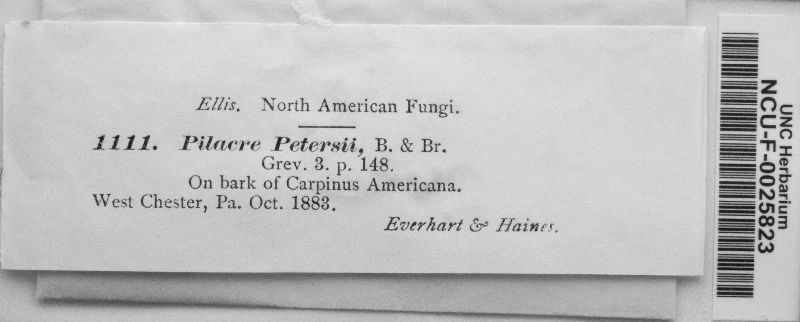 Ellis. North American Fungi.
1111. Pilacre Petersii, B. & Br.
Grev. 3. p. 148.
On bark of Carpinus Americana.
West Chester, Pa. Oct. 1883.
Everhart & Haines.
UNC Herbarium
NCU-F-0025823